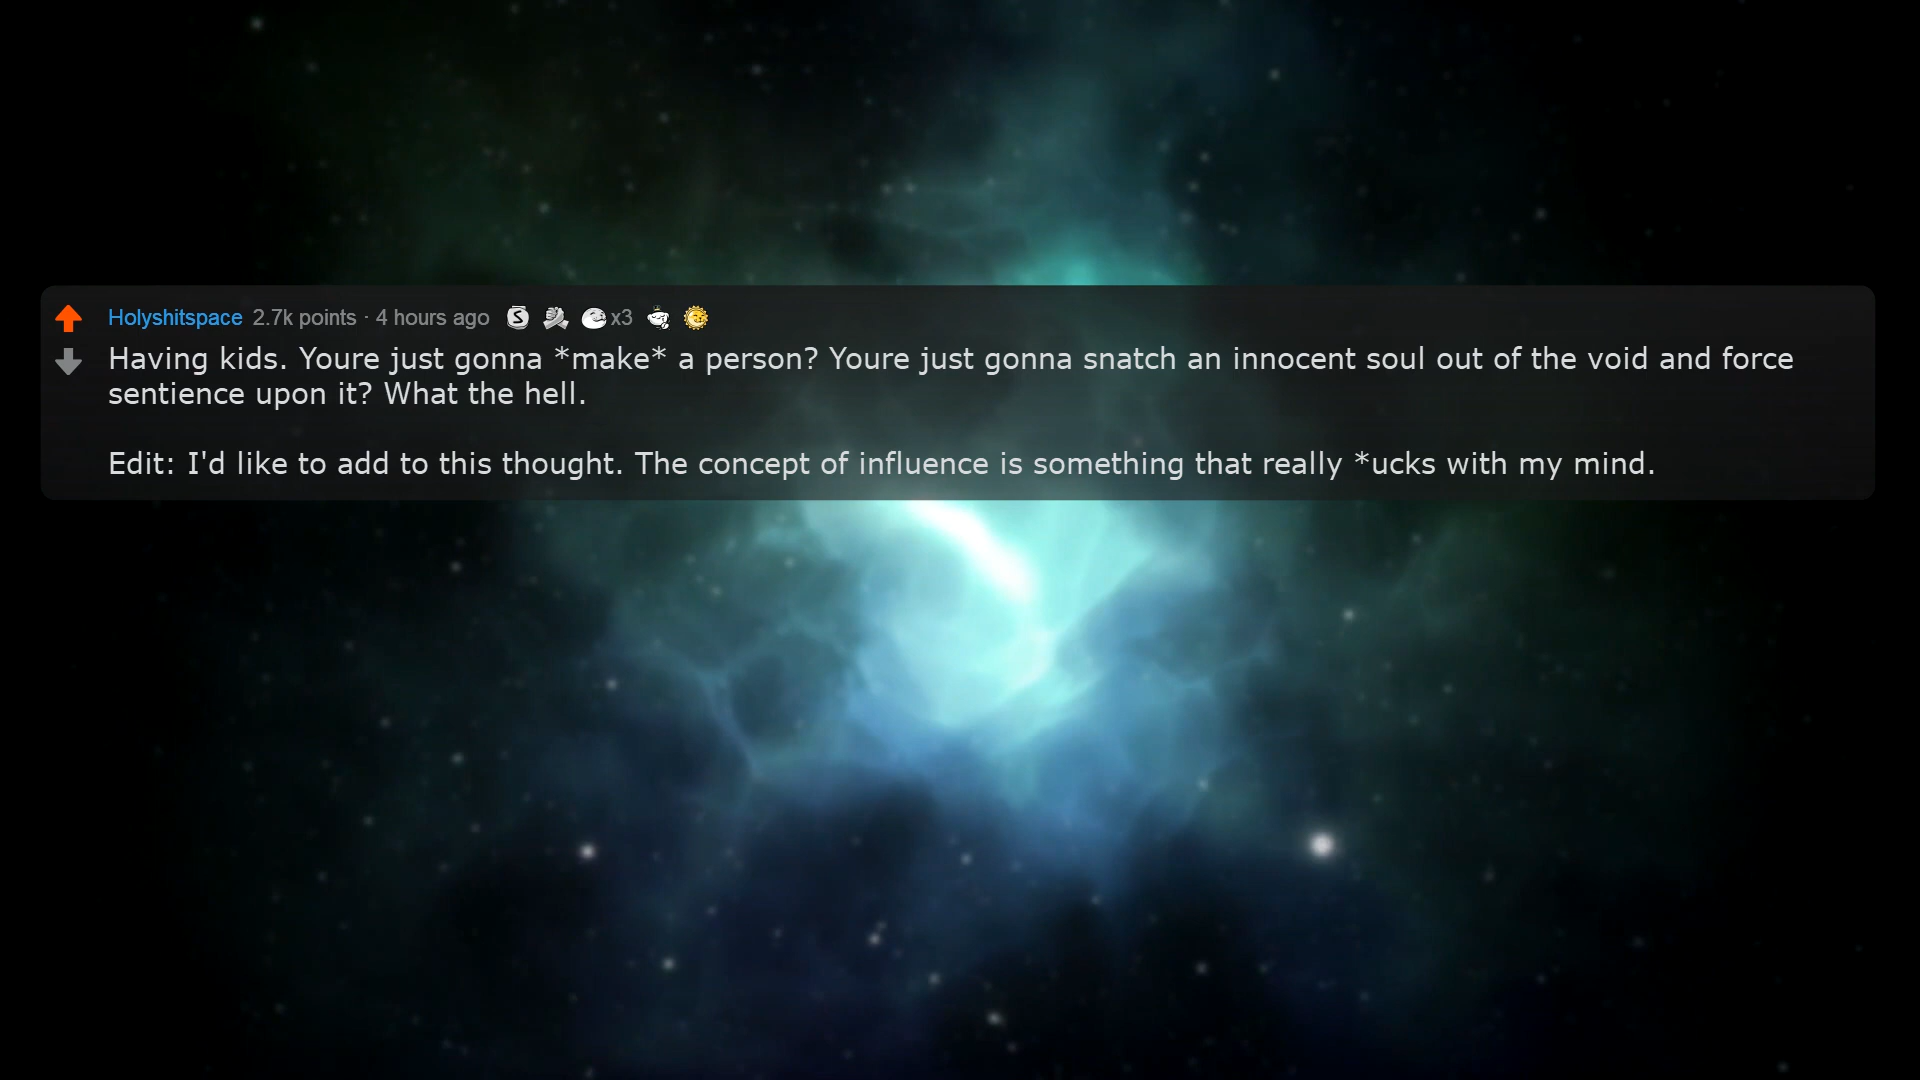 Holyshitspace 2.7k points · 4 hours ago x3
Having kids. Youre just gonna *make* a person? Youre just gonna snatch an innocent soul out of the void and force
sentience upon it? What the hell.
Edit: I'd like to add to this thought. The concept of influence is something that really *ucks with my mind.